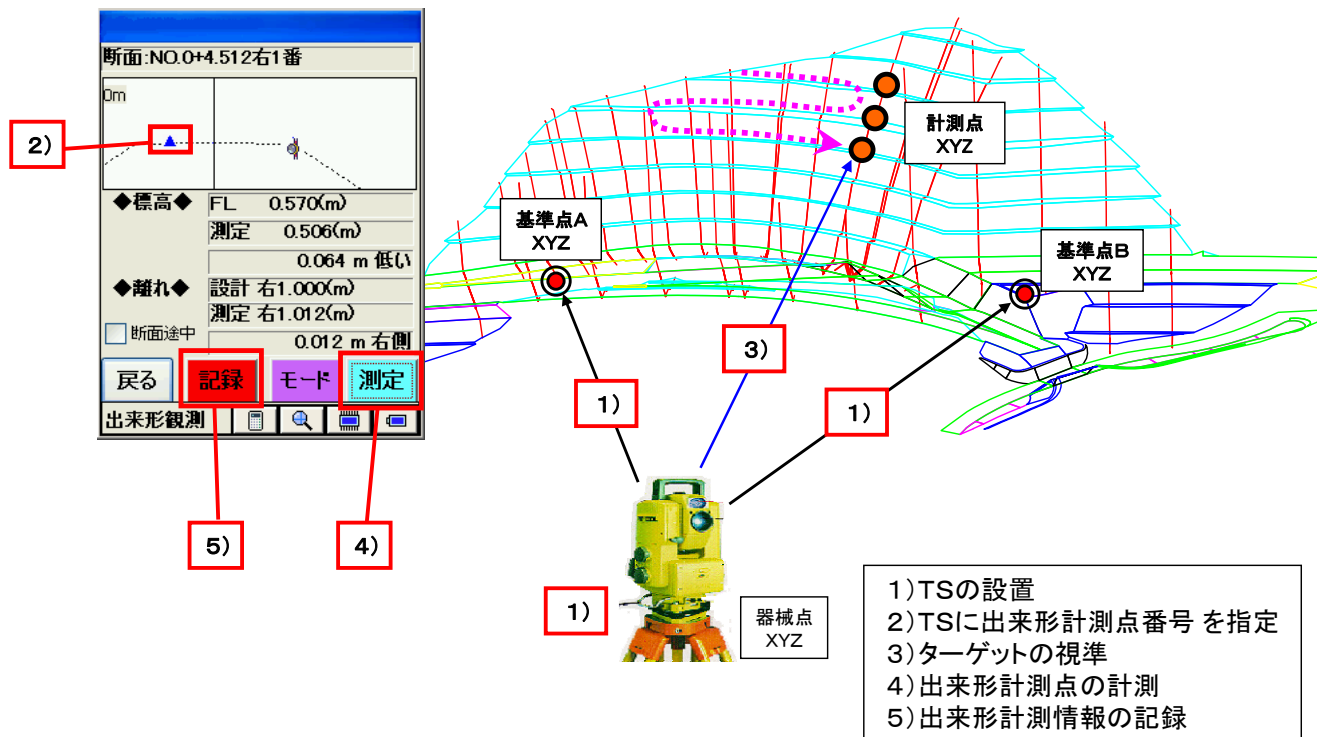 断面:NO.0+4.512右1番
0m
2）
◆標高◆ FL 0.570(m)
測定 0.506(m)
0.064 m 低い
◆離れ◆ 設計 右1.000(m)
測定 右1.012(m)
断面途中
0.012 m 右側
戻る 記録 モード 測定
出来形観測
5）
4）
計測点
XYZ
基準点A
XYZ
基準点B
XYZ
3）
1）
1）
1）
器械点
XYZ
1）TSの設置
2）TSに出来形計測点番号 を指定
3）ターゲットの視準
4）出来形計測点の計測
5）出来形計測情報の記録